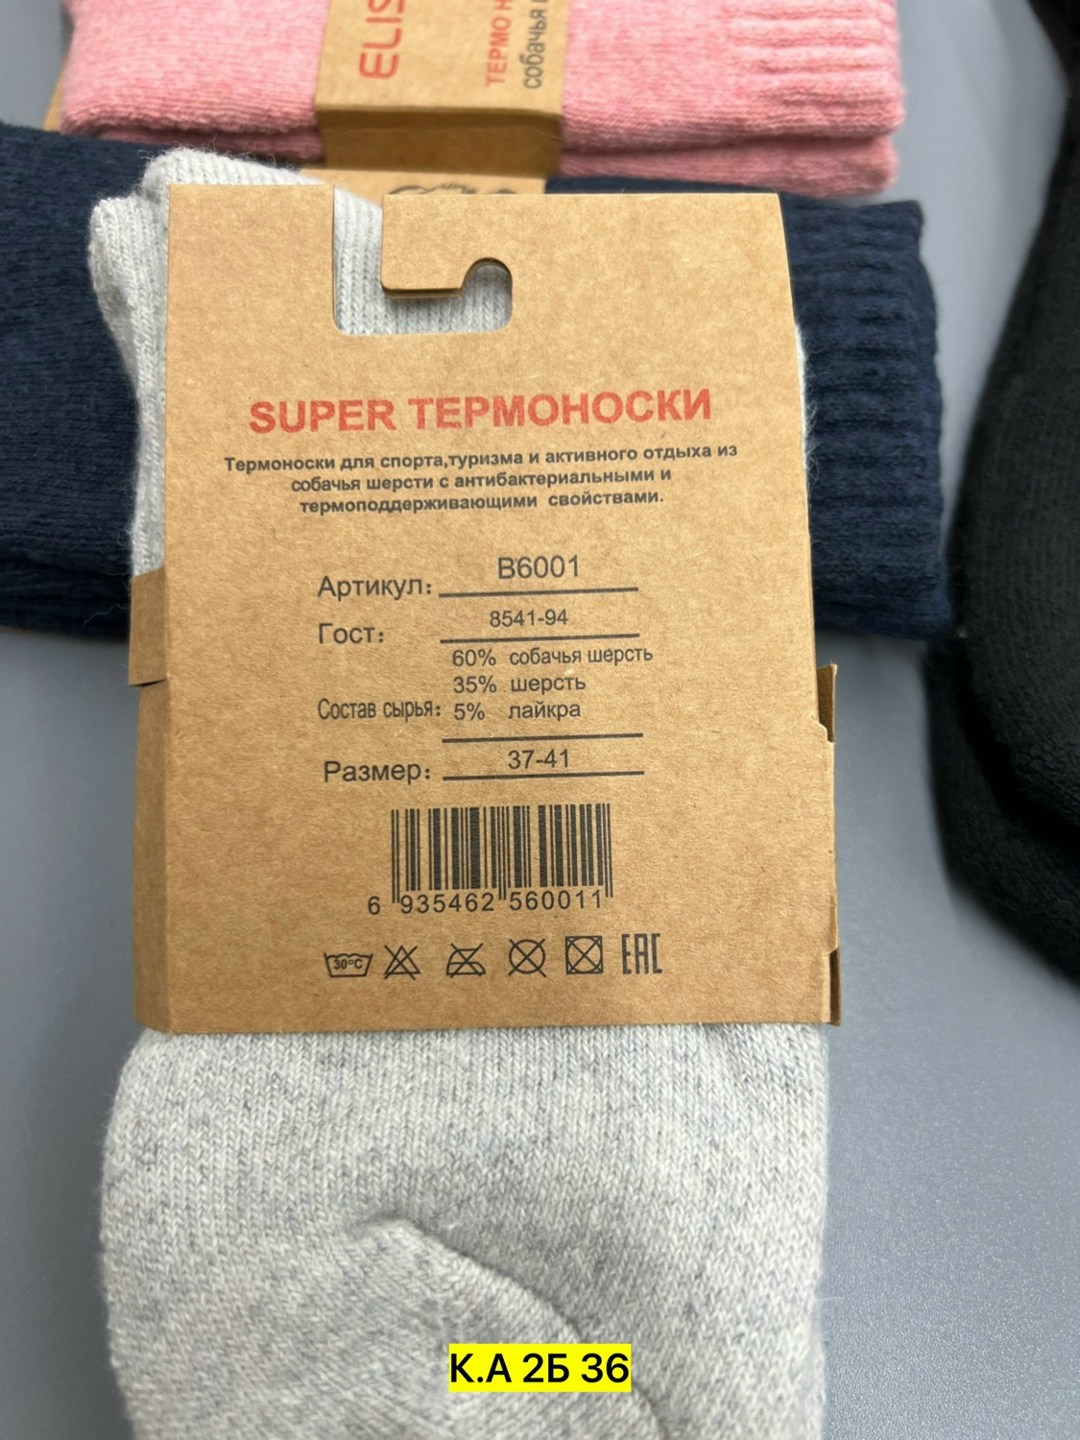 ELIS
ТЕРМО Н
собачья
SUPER ТЕРМОНОСКИ
Термоноски для спорта,туризма и активного отдыха из
собачья шерсти с антибактериальными и
термоподдерживающими свойствами.
Артикул: B6001
Гост: 8541-94
60% собачья шерсть
35% шерсть
Состав сырья: 5% лайкра
Размер: 37-41
6 935462 560011
30°C EAC
К.А 2Б 36